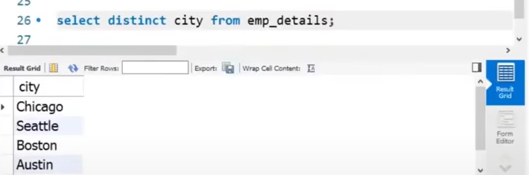 25
26 select distinct city from emp_details;
27
Result Grid Filter Rows: Export: Wrap Cell Content:
city
Chicago
Seattle
Boston
Austin
Result Grid
Form Editor